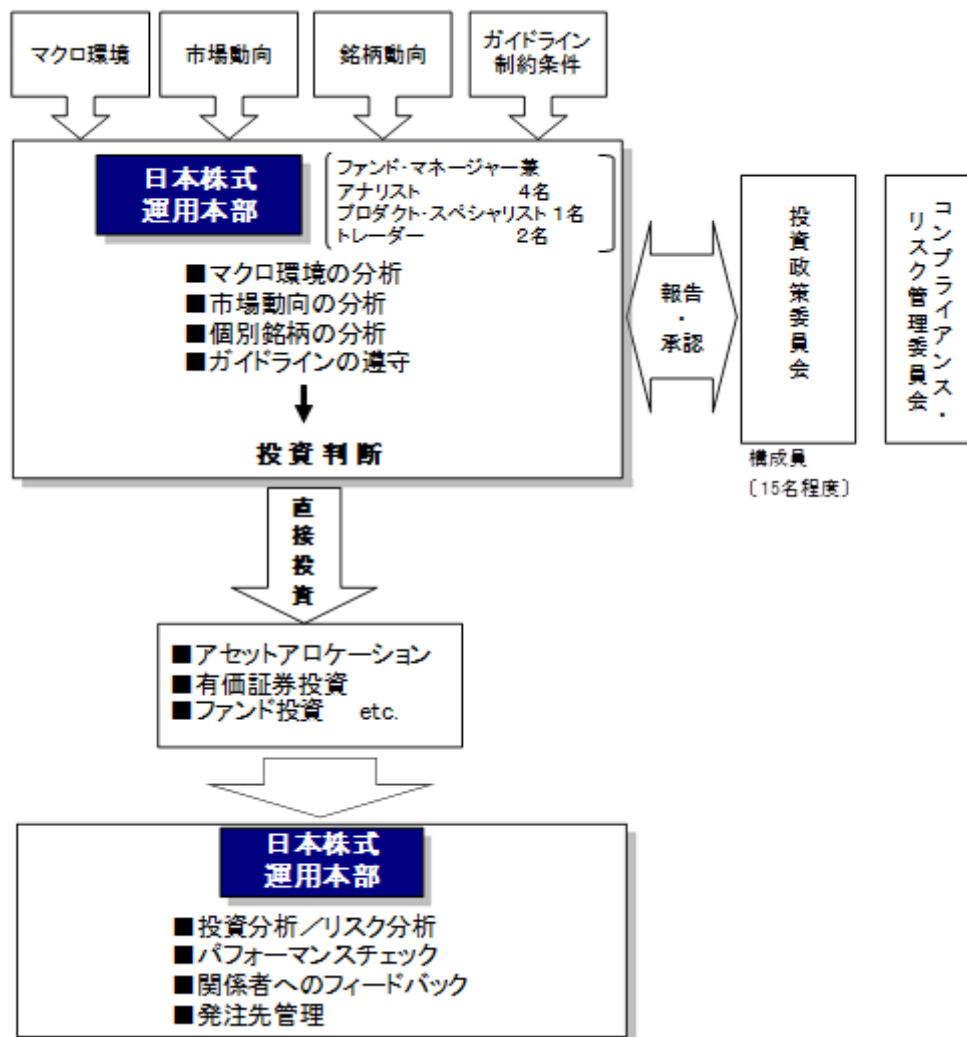 マクロ環境
市場動向
銘柄動向
ガイドライン
制約条件
日本株式
運用本部
ファンド・マネージャー兼
アナリスト 4名
プロダクト・スペシャリスト 1名
トレーダー 2名
■マクロ環境の分析
■市場動向の分析
■個別銘柄の分析
■ガイドラインの遵守
投資判断
報告
・
承認
投資政策委員会
構成員
〔15名程度〕
コンプライアンス・
リスク管理委員会
直接投資
■アセットアロケーション
■有価証券投資
■ファンド投資 etc.
日本株式
運用本部
■投資分析／リスク分析
■パフォーマンスチェック
■関係者へのフィードバック
■発注先管理